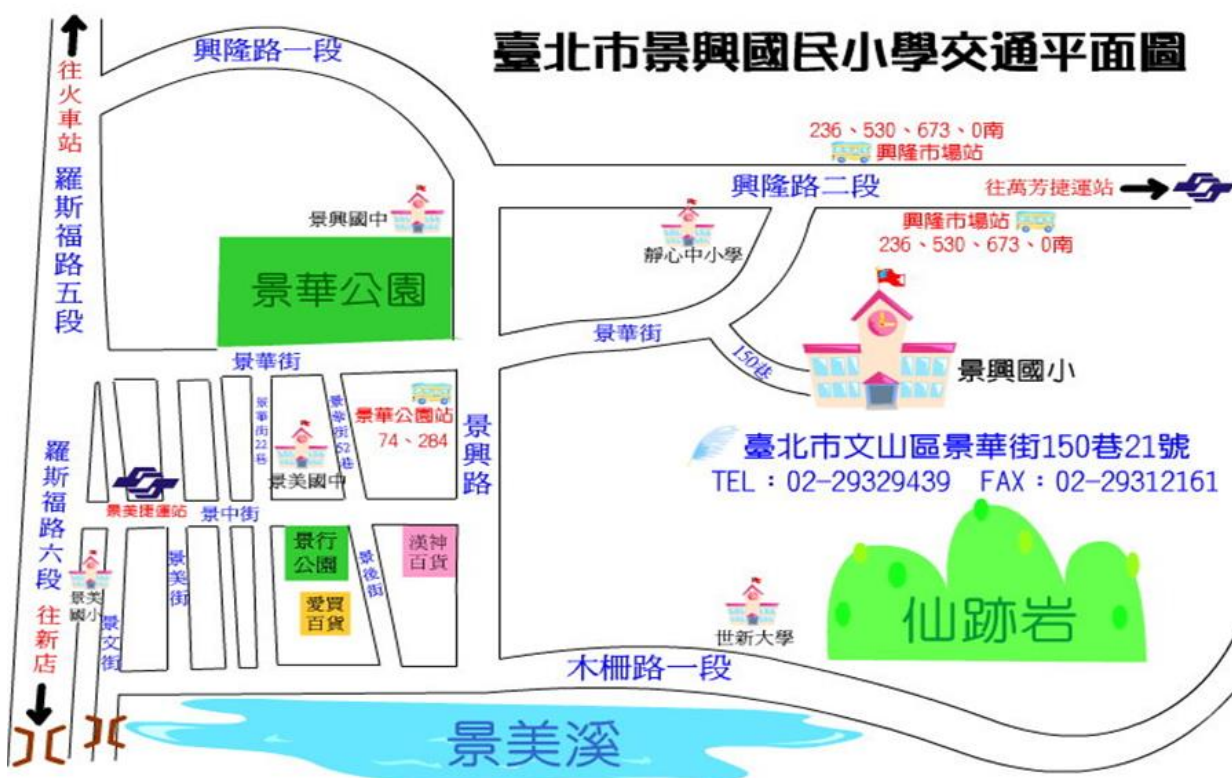 臺北市景興國民小學交通平面圖
興隆路一段
往火車站
羅斯福路五段
236、530、673、0南
興隆市場站
興隆路二段
往萬芳捷運站
興隆市場站
236、530、673、0南
景興國中
靜心中小學
景華公園
景華街
150巷
景興國小
景華街
景華街22巷
景華街52巷
景華公園站
74、284
景興路
景美國中
臺北市文山區景華街150巷21號
TEL：02-29329439 FAX：02-29312161
羅斯福路六段
景美捷運站
景中街
景美國小
景美街
景行公園
景後街
漢神百貨
愛買百貨
景文街
往新店
世新大學
仙跡岩
木柵路一段
景美溪